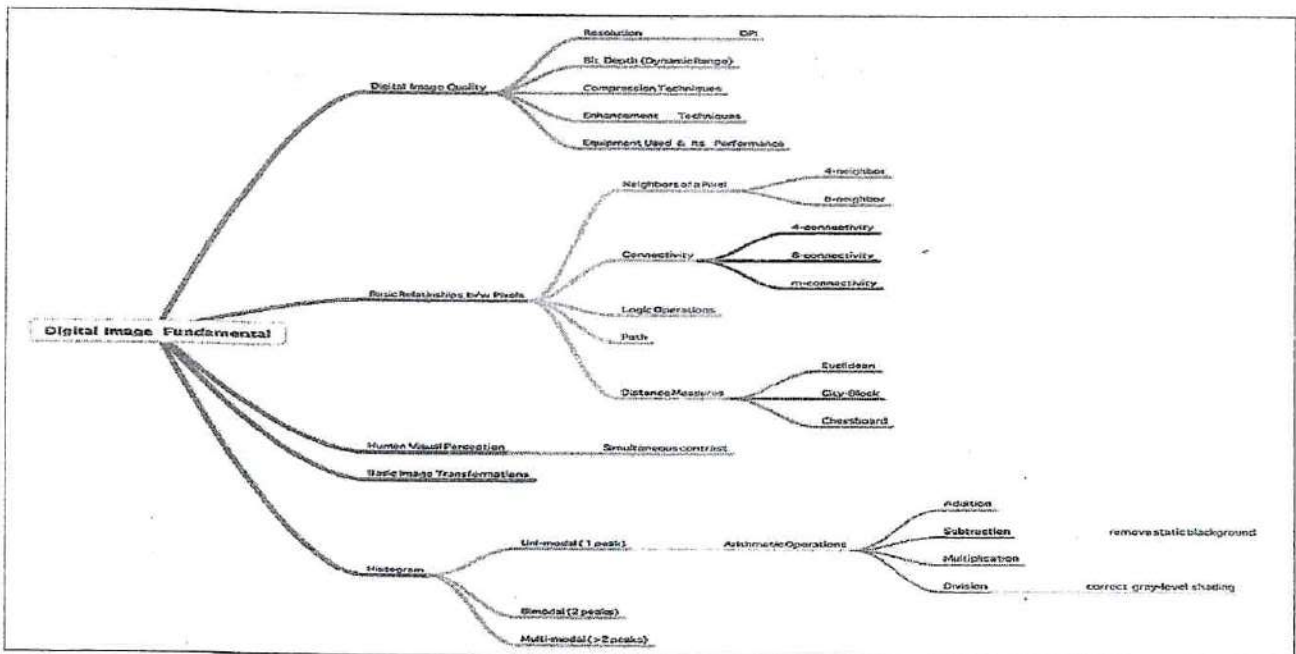 Digital Image Fundamental
Digital Image Quality
Resolution DPI
Bit Depth (Dynamic Range)
Compression Techniques
Enhancement Techniques
Equipment Used & Its Performance
Basic Relationships b/w Pixels
Neighbors of a Pixel
4-neighbor
8-neighbor
Connectivity
4-connectivity
8-connectivity
m-connectivity
Logic Operations
Path
Distance Measures
Euclidean
City-Block
Chessboard
Human Visual Perception Simultaneous contrast
Basic Image Transformations
Histogram
Uni-modal (1 peak) Arithmetic Operations
Addition
Subtraction remove static blackground
Multiplication
Division correct gray-level shading
Bimodal (2 peaks)
Multi-modal (>2 peaks)